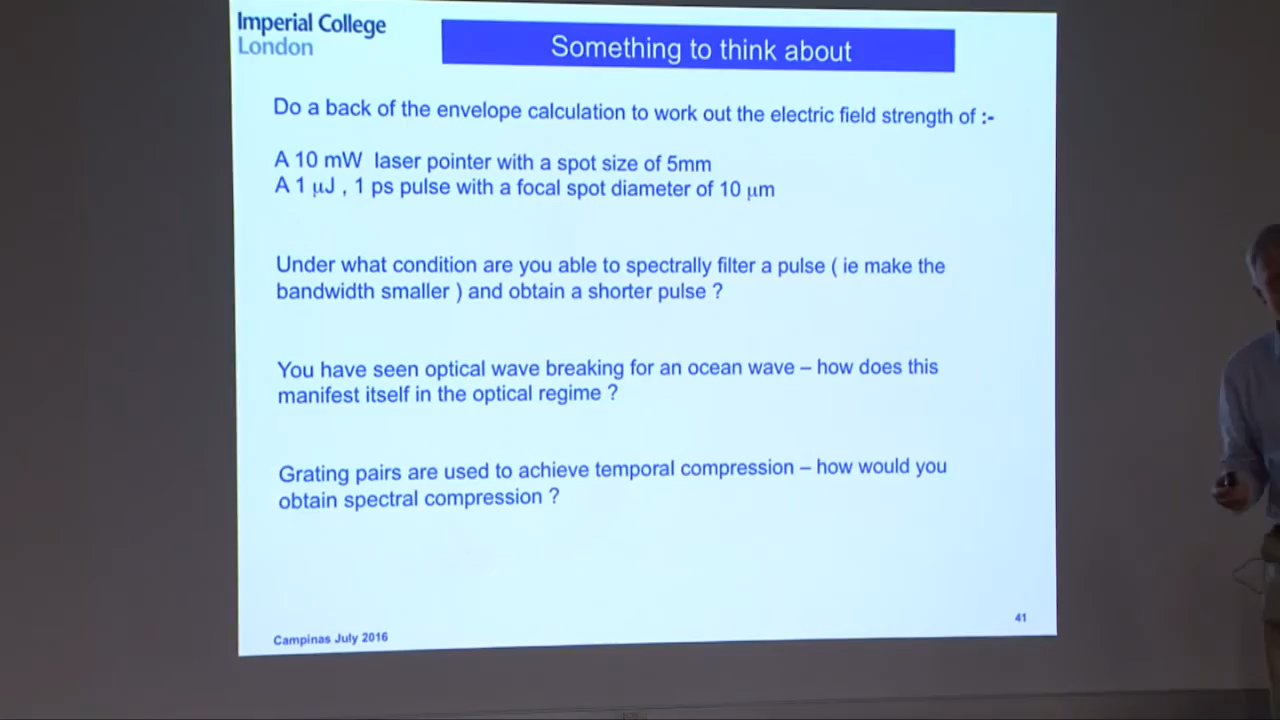 Imperial College
London
Something to think about
Do a back of the envelope calculation to work out the electric field strength of :-
A 10 mW laser pointer with a spot size of 5mm
A 1 μJ , 1 ps pulse with a focal spot diameter of 10 μm
Under what condition are you able to spectrally filter a pulse ( ie make the
bandwidth smaller ) and obtain a shorter pulse ?
You have seen optical wave breaking for an ocean wave – how does this
manifest itself in the optical regime ?
Grating pairs are used to achieve temporal compression – how would you
obtain spectral compression ?
41
Campinas July 2016